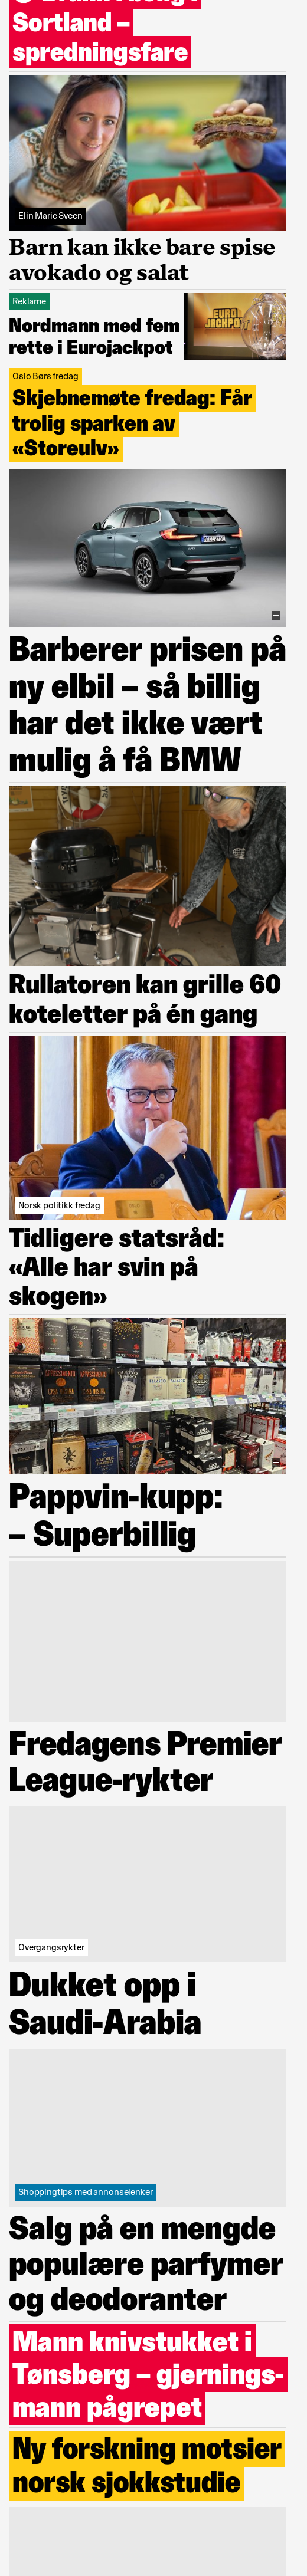 Sortland –
spredningsfare
Elin Marie Sveen
Barn kan ikke bare spise
avokado og salat
Reklame
EURO
JACKPOT
Nordmann med fem
rette i Eurojackpot
Oslo Børs fredag
Skjebnemøte fredag: Får
trolig sparken av
«Storeulv»
Barberer prisen på
ny elbil – så billig
har det ikke vært
mulig å få BMW
Rullatoren kan grille 60
koteletter på én gang
Norsk politikk fredag
Tidligere statsråd:
«Alle har svin på
skogen»
Pappvin-kupp:
– Superbillig
Fredagens Premier
League-rykter
Overgangsrykter
Dukket opp i
Saudi-Arabia
Shoppingtips med annonselenker
Salg på en mengde
populære parfymer
og deodoranter
Mann knivstukket i
Tønsberg – gjernings-
mann pågrepet
Ny forskning motsier
norsk sjokkstudie